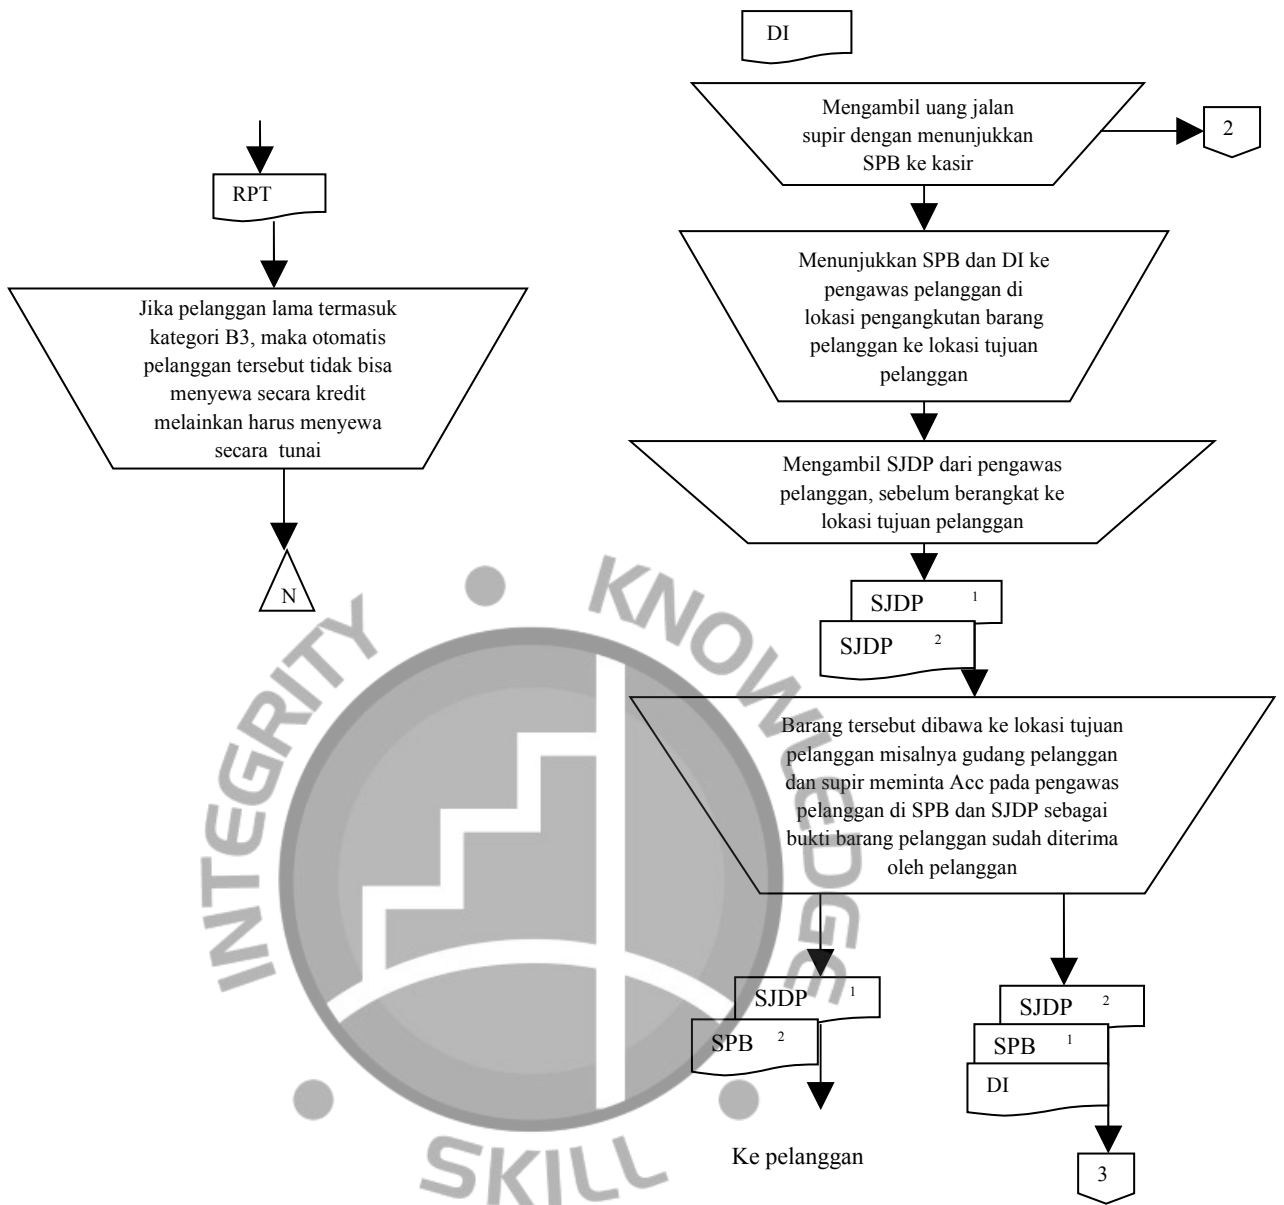 RPT
Jika pelanggan lama termasuk
kategori B3, maka otomatis
pelanggan tersebut tidak bisa
menyewa secara kredit
melainkan harus menyewa
secara tunai
N
DI
Mengambil uang jalan
supir dengan menunjukkan
SPB ke kasir
2
Menunjukkan SPB dan DI ke
pengawas pelanggan di
lokasi pengangkutan barang
pelanggan ke lokasi tujuan
pelanggan
Mengambil SJDP dari pengawas
pelanggan, sebelum berangkat ke
lokasi tujuan pelanggan
SJDP 1
SJDP 2
Barang tersebut dibawa ke lokasi tujuan
pelanggan misalnya gudang pelanggan
dan supir meminta Acc pada pengawas
pelanggan di SPB dan SJDP sebagai
bukti barang pelanggan sudah diterima
oleh pelanggan
SJDP 1
SPB 2
Ke pelanggan
SJDP 2
SPB 1
DI
3
INTEGRITY
KNOWLEDGE
SKILL